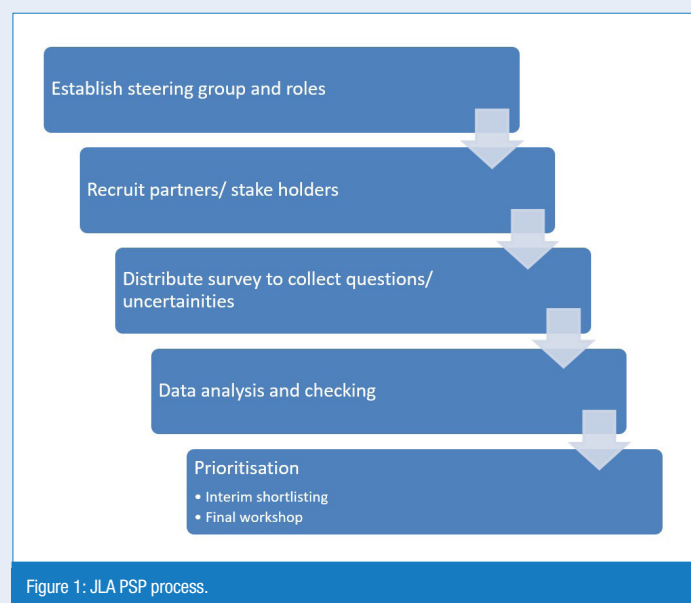 Establish steering group and roles
Recruit partners/ stake holders
Distribute survey to collect questions/
uncertainities
Data analysis and checking
Prioritisation
• Interim shortlisting
• Final workshop
Figure 1: JLA PSP process.